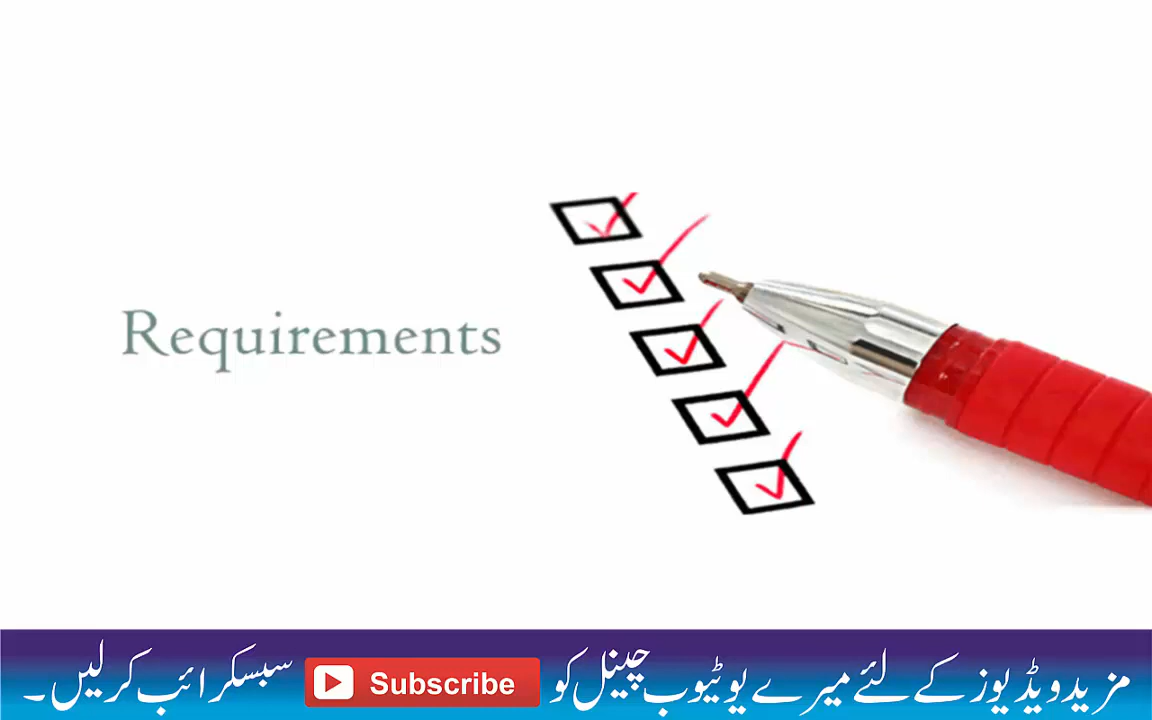 Requirements
مزید ویڈیوز کے لئے میرے یوٹیوب چینل کو Subscribe سبسکرائب کرلیں۔